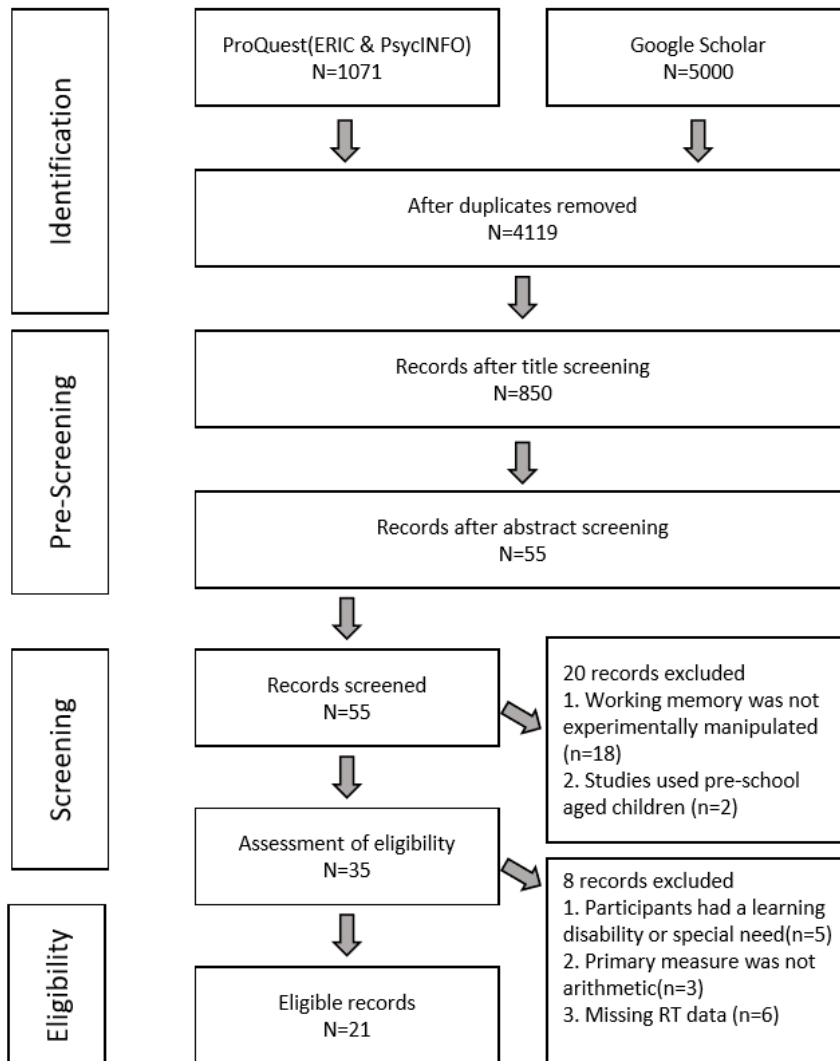 Identification
ProQuest(ERIC & PsycINFO)
N=1071
Google Scholar
N=5000
After duplicates removed
N=4119
Pre-Screening
Records after title screening
N=850
Records after abstract screening
N=55
Screening
Records screened
N=55
20 records excluded
1. Working memory was not
experimentally manipulated
(n=18)
2. Studies used pre-school
aged children (n=2)
Assessment of eligibility
N=35
8 records excluded
1. Participants had a learning
disability or special need(n=5)
2. Primary measure was not
arithmetic(n=3)
3. Missing RT data (n=6)
Eligibility
Eligible records
N=21